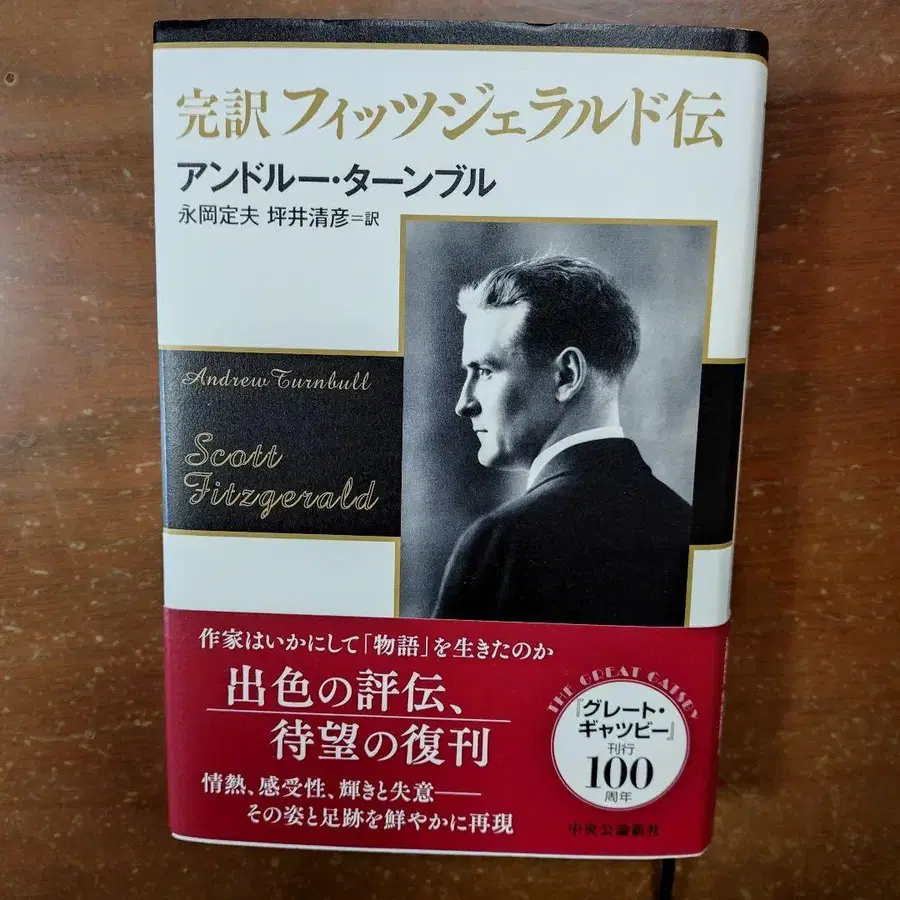 完訳 フィッツジェラルド伝
アンドルー・ターンブル
永岡定夫 坪井清彦=訳
Andrew Turnbull
Scott
Fitzgerald
作家はいかにして「物語」を生きたのか
出色の評伝、
待望の復刊
情熱、感受性、輝きと失意——
その姿と足跡を鮮やかに再現
THE GREAT GATSBY
『グレート・
ギャツビー』
刊行
100
周年
中央公論新社